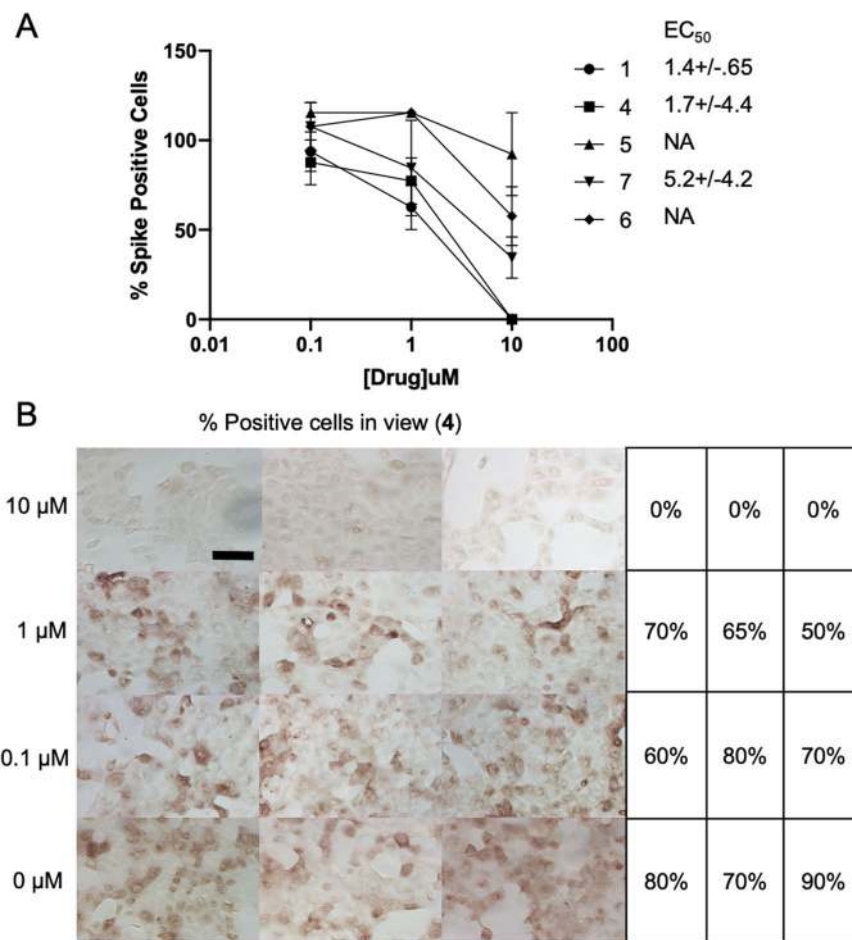 A
EC50
150
100
50
0
% Spike Positive Cells
0.01 0.1 1 10 100
[Drug]uM
1 1.4+/-.65
4 1.7+/-4.4
5 NA
7 5.2+/-4.2
6 NA
B
% Positive cells in view (4)
10 µM 0% 0% 0%
1 µM 70% 65% 50%
0.1 µM 60% 80% 70%
0 µM 80% 70% 90%